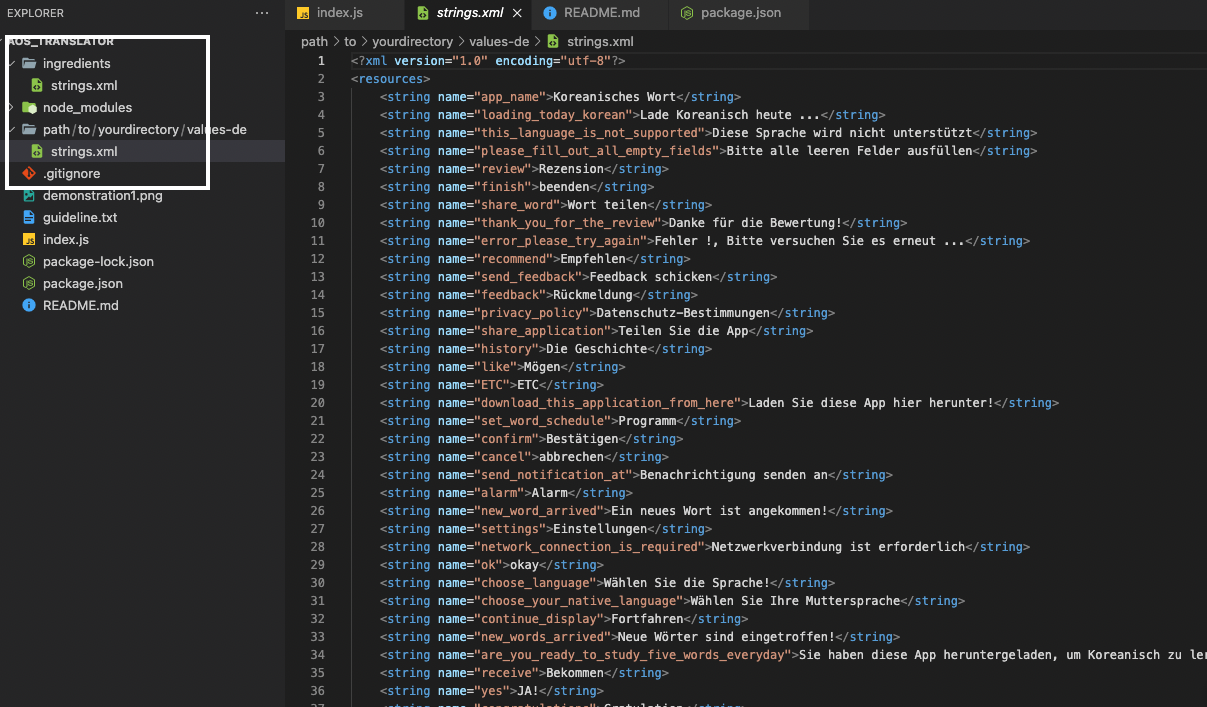 EXPLORER
AOS_TRANSLATOR
ingredients
strings.xml
node_modules
path/to/yourdirectory/values-de
strings.xml
.gitignore
demonstration1.png
guideline.txt
index.js
package-lock.json
package.json
README.md
index.js strings.xml README.md package.json
path > to > yourdirectory > values-de > strings.xml
1 <?xml version="1.0" encoding="utf-8"?>
2 <resources>
3 <string name="app_name">Koreanisches Wort</string>
4 <string name="loading_today_korean">Lade Koreanisch heute ...</string>
5 <string name="this_language_is_not_supported">Diese Sprache wird nicht unterstützt</string>
6 <string name="please_fill_out_all_empty_fields">Bitte alle leeren Felder ausfüllen</string>
7 <string name="review">Rezension</string>
8 <string name="finish">beenden</string>
9 <string name="share_word">Wort teilen</string>
10 <string name="thank_you_for_the_review">Danke für die Bewertung!</string>
11 <string name="error_please_try_again">Fehler !, Bitte versuchen Sie es erneut ...</string>
12 <string name="recommend">Empfehlen</string>
13 <string name="send_feedback">Feedback schicken</string>
14 <string name="feedback">Rückmeldung</string>
15 <string name="privacy_policy">Datenschutz-Bestimmungen</string>
16 <string name="share_application">Teilen Sie die App</string>
17 <string name="history">Die Geschichte</string>
18 <string name="like">Mögen</string>
19 <string name="ETC">ETC</string>
20 <string name="download_this_application_from_here">Laden Sie diese App hier herunter!</string>
21 <string name="set_word_schedule">Programm</string>
22 <string name="confirm">Bestätigen</string>
23 <string name="cancel">abbrechen</string>
24 <string name="send_notification_at">Benachrichtigung senden an</string>
25 <string name="alarm">Alarm</string>
26 <string name="new_word_arrived">Ein neues Wort ist angekommen!</string>
27 <string name="settings">Einstellungen</string>
28 <string name="network_connection_is_required">Netzwerkverbindung ist erforderlich</string>
29 <string name="ok">okay</string>
30 <string name="choose_language">Wählen Sie die Sprache!</string>
31 <string name="choose_your_native_language">Wählen Sie Ihre Muttersprache</string>
32 <string name="continue_display">Fortfahren</string>
33 <string name="new_words_arrived">Neue Wörter sind eingetroffen!</string>
34 <string name="are_you_ready_to_study_five_words_everyday">Sie haben diese App heruntergeladen, um Koreanisch zu ler
35 <string name="receive">Bekommen</string>
36 <string name="yes">JA!</string>